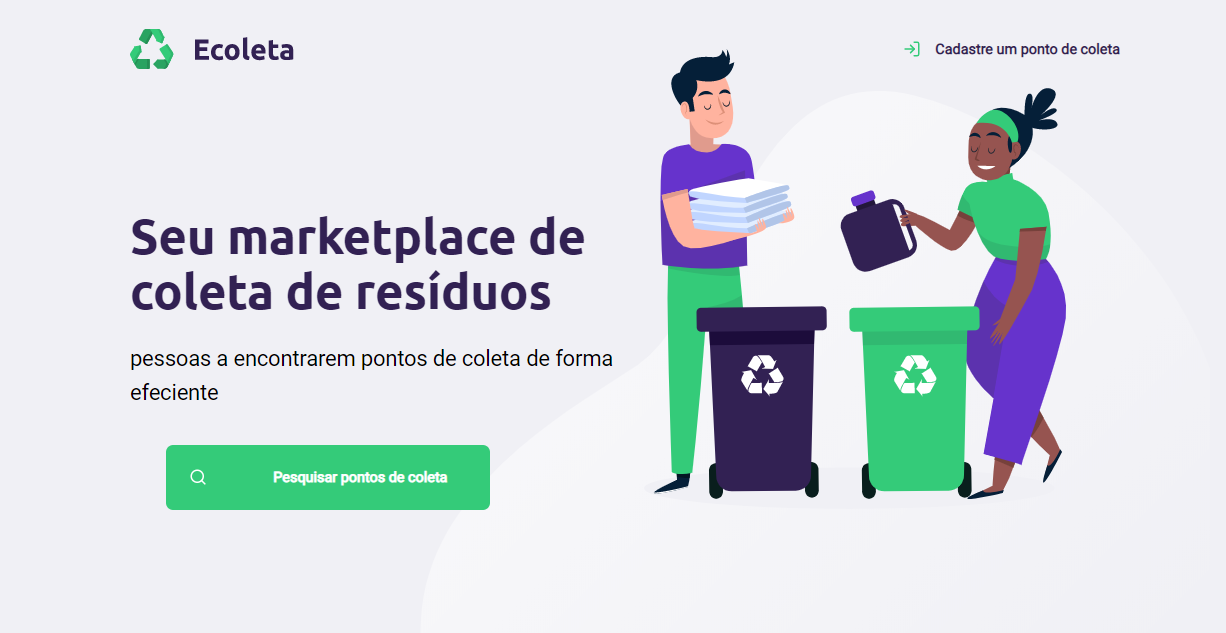 Ecoleta
Cadastre um ponto de coleta
Seu marketplace de
coleta de resíduos
pessoas a encontrarem pontos de coleta de forma
efeciente
Pesquisar pontos de coleta